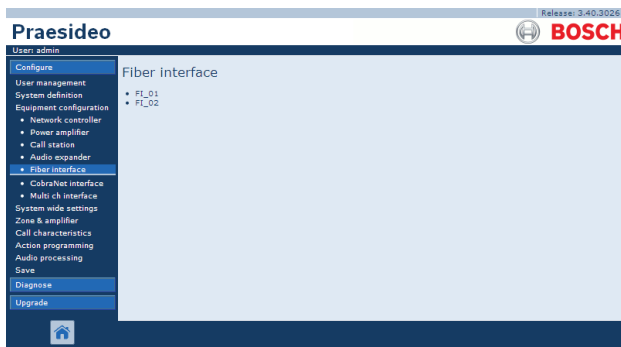 Release: 3.40.3026
Praesideo
BOSCH
User: admin
Configure
User management
System definition
Equipment configuration
• Network controller
• Power amplifier
• Call station
• Audio expander
• Fiber interface
• CobraNet interface
• Multi ch interface
System wide settings
Zone & amplifier
Call characteristics
Action programming
Audio processing
Save
Diagnose
Upgrade
Fiber interface
• FI_01
• FI_02